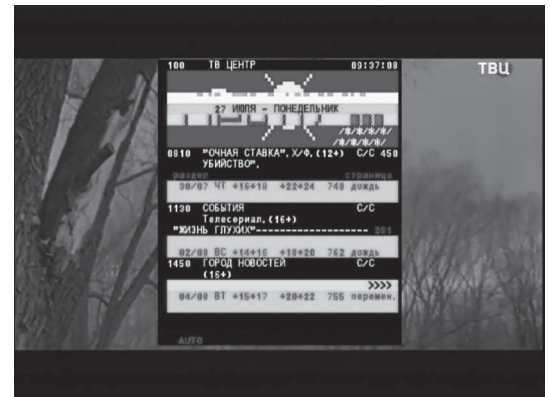 100 ТВ ЦЕНТР 09:37:08
ТВЦ
27 ИЮЛЯ - ПОНЕДЕЛЬНИК
/*/*/*/*/
/*/*/*/*/
0810 "ОЧНАЯ СТАВКА".Х/Ф.(12+) С/С 450
УБИЙСТВО".
раздел страница
30/07 ЧТ +16+18 +22+24 748 дождь
1130 СОБЫТИЯ С/С
Телесериал.(16+)
"ЖИЗНЬ ГЛУХИХ"------------------ 201
02/08 ВС +14+16 +18+20 762 дождь
1450 ГОРОД НОВОСТЕЙ С/С
(16+)
>>>>
04/08 ВТ +15+17 +20+22 755 перемен.
AUTO